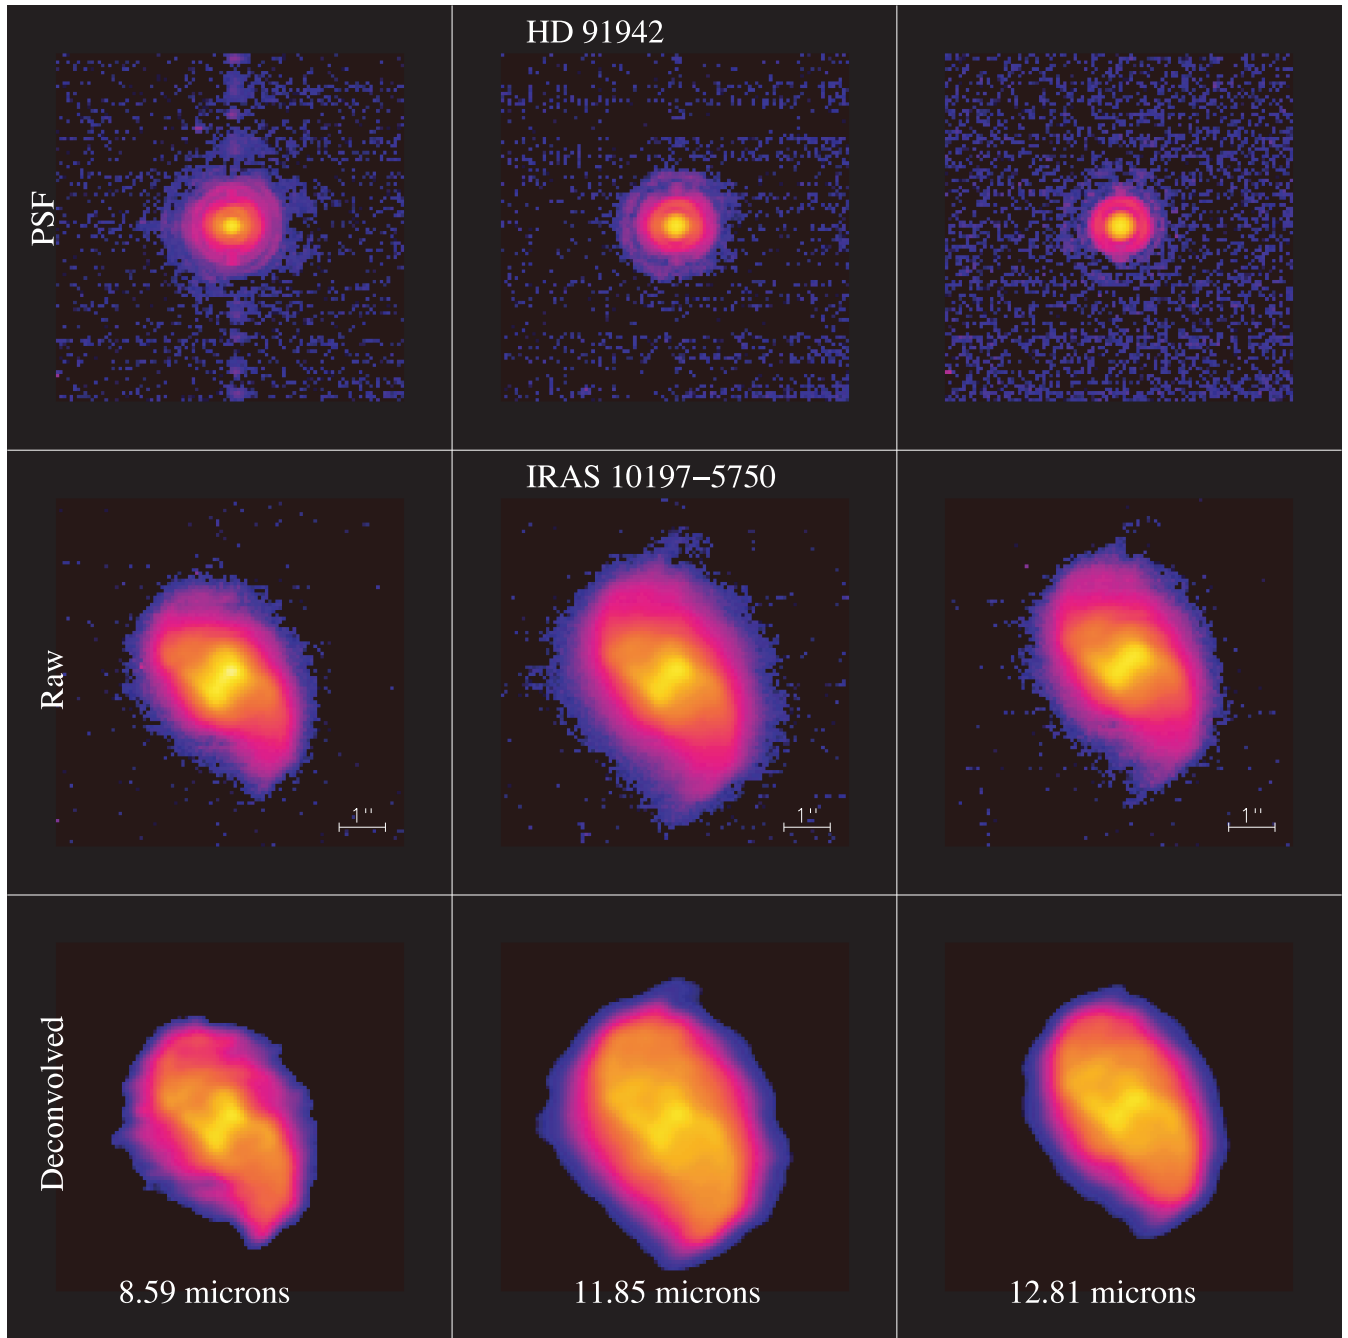 HD 91942
PSF
IRAS 10197–5750
Raw
1"
1"
1"
Deconvolved
8.59 microns
11.85 microns
12.81 microns